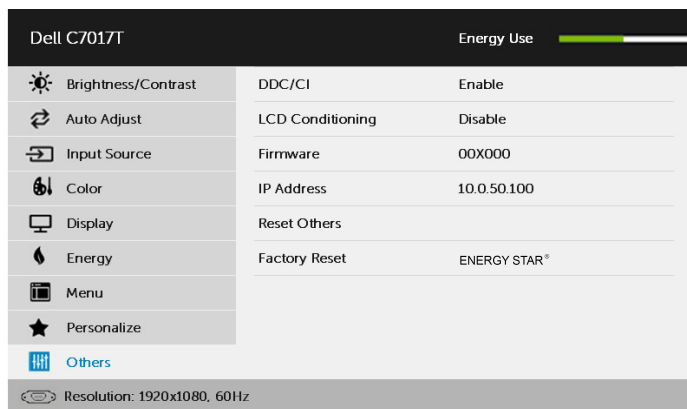 Dell C7017T Energy Use
Brightness/Contrast DDC/CI Enable
Auto Adjust LCD Conditioning Disable
Input Source Firmware 00X000
Color IP Address 10.0.50.100
Display Reset Others
Energy Factory Reset ENERGY STAR®
Menu
Personalize
Others
Resolution: 1920x1080, 60Hz